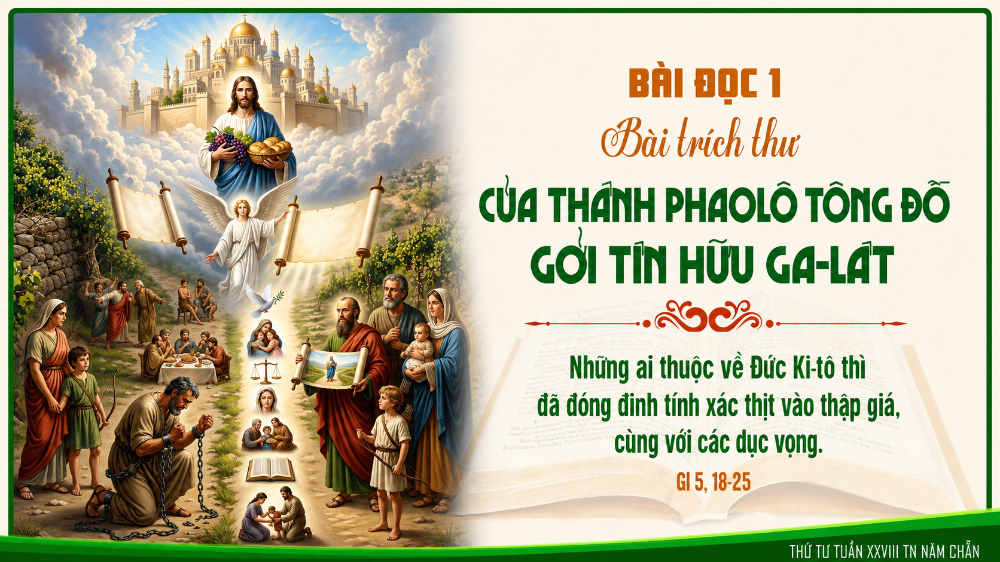 BÀI ĐỌC 1
Bài trích thư
CỦA THÁNH PHAOLÔ TÔNG ĐỒ
GỞI TÍN HỮU GA-LÁT
Những ai thuộc về Đức Ki-tô thì
đã đóng đinh tính xác thịt vào thập giá,
cùng với các dục vọng.
Gl 5, 18-25
THỨ TƯ TUẦN XXVIII TN NĂM CHẴN